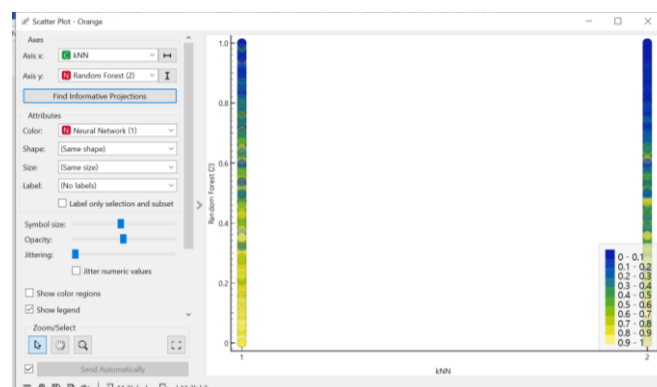 Scatter Plot - Orange
Axes
Axis x: C kNN
Axis y: N Random Forest (2)
Find Informative Projections
Attributes
Color: N Neural Network (1)
Shape: (Same shape)
Size: (Same size)
Label: (No labels)
Label only selection and subset
Symbol size:
Opacity:
Jittering:
Jitter numeric values
Show color regions
Show legend
Zoom/Select
Send Automatically
1.0
0.8
0.6
0.4
0.2
0
Random Forest (2)
1
2
kNN
0 - 0.1
0.1 - 0.2
0.2 - 0.3
0.3 - 0.4
0.4 - 0.5
0.5 - 0.6
0.6 - 0.7
0.7 - 0.8
0.8 - 0.9
0.9 - 1